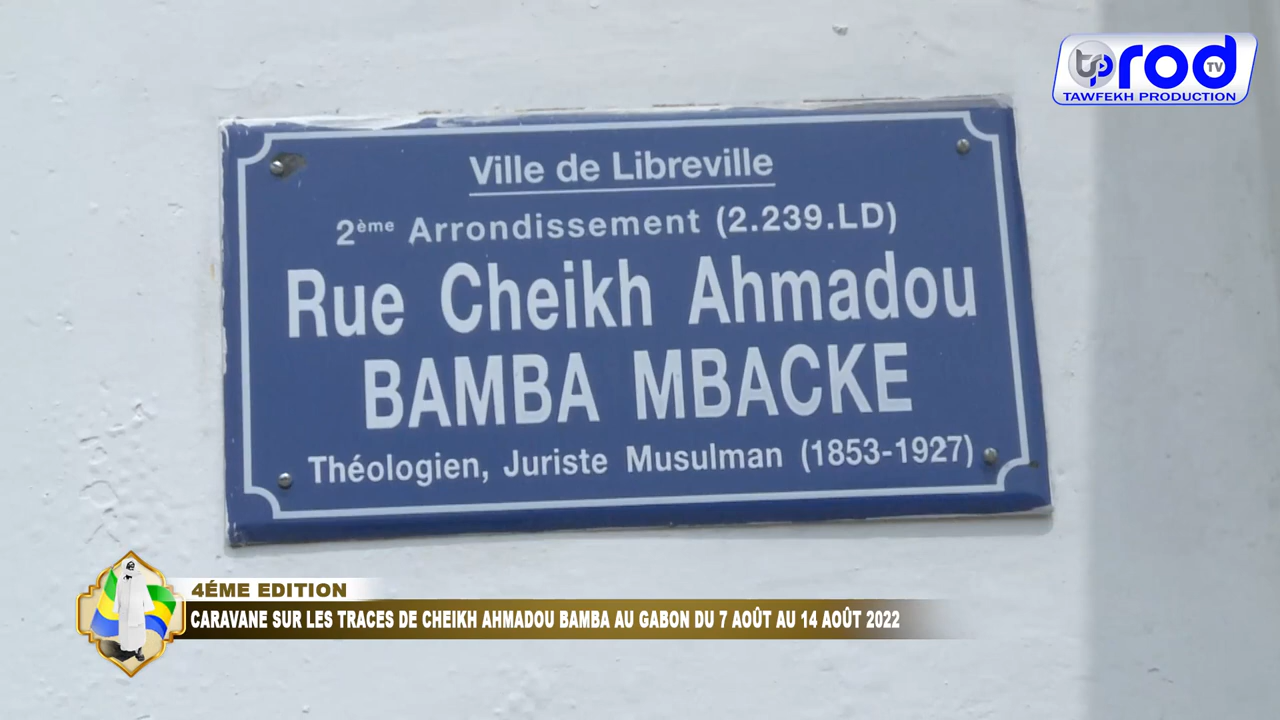 tprod TV
TAWFEKH PRODUCTION
Ville de Libreville
2ème Arrondissement (2.239.LD)
Rue Cheikh Ahmadou
BAMBA MBACKE
Théologien, Juriste Musulman (1853-1927)
4ÉME EDITION
CARAVANE SUR LES TRACES DE CHEIKH AHMADOU BAMBA AU GABON DU 7 AOÛT AU 14 AOÛT 2022